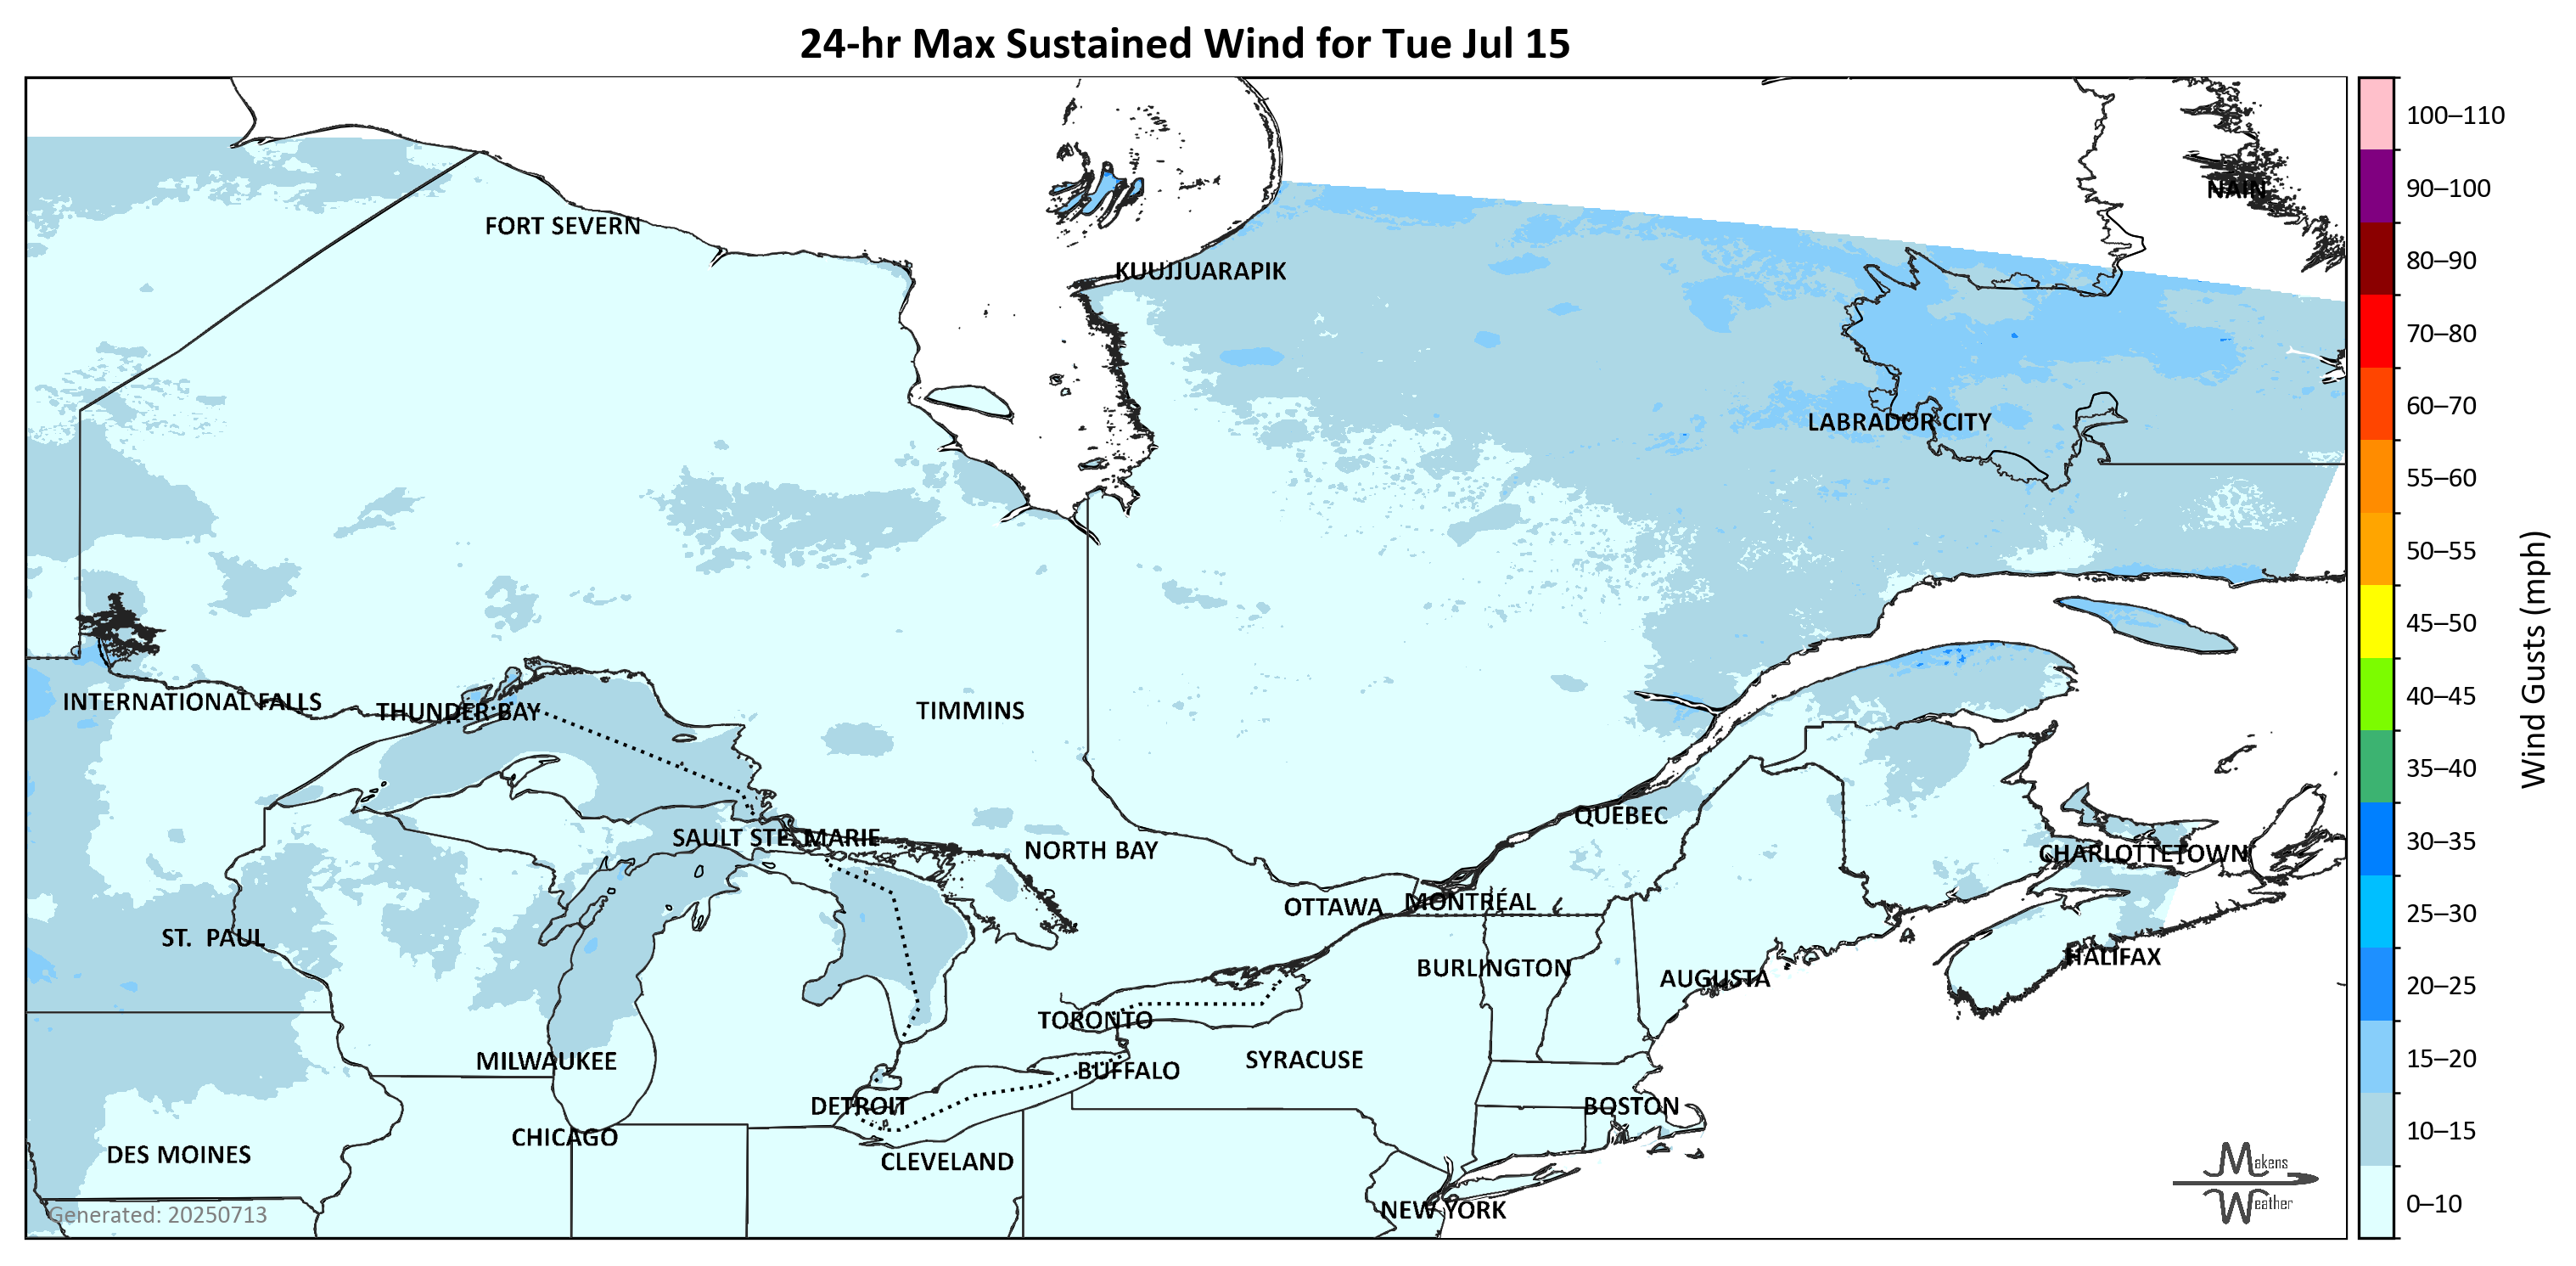 24-hr Max Sustained Wind for Tue Jul 15
100–110
90–100
NAIN
FORT SEVERN
80–90
KUUJJUARAPIK
70–80
60–70
LABRADOR CITY
55–60
50–55
45–50
Wind Gusts (mph)
40–45
INTERNATIONAL FALLS
THUNDER BAY
TIMMINS
35–40
QUÉBEC
SAULT STE. MARIE
30–35
NORTH BAY
CHARLOTTETOWN
MONTRÉAL
OTTAWA
25–30
ST. PAUL
HALIFAX
BURLINGTON
AUGUSTA
20–25
TORONTO
MILWAUKEE
SYRACUSE
15–20
BUFFALO
DETROIT
BOSTON
10–15
CHICAGO
DES MOINES
CLEVELAND
Makens
Weather
0–10
NEW YORK
Generated: 20250713